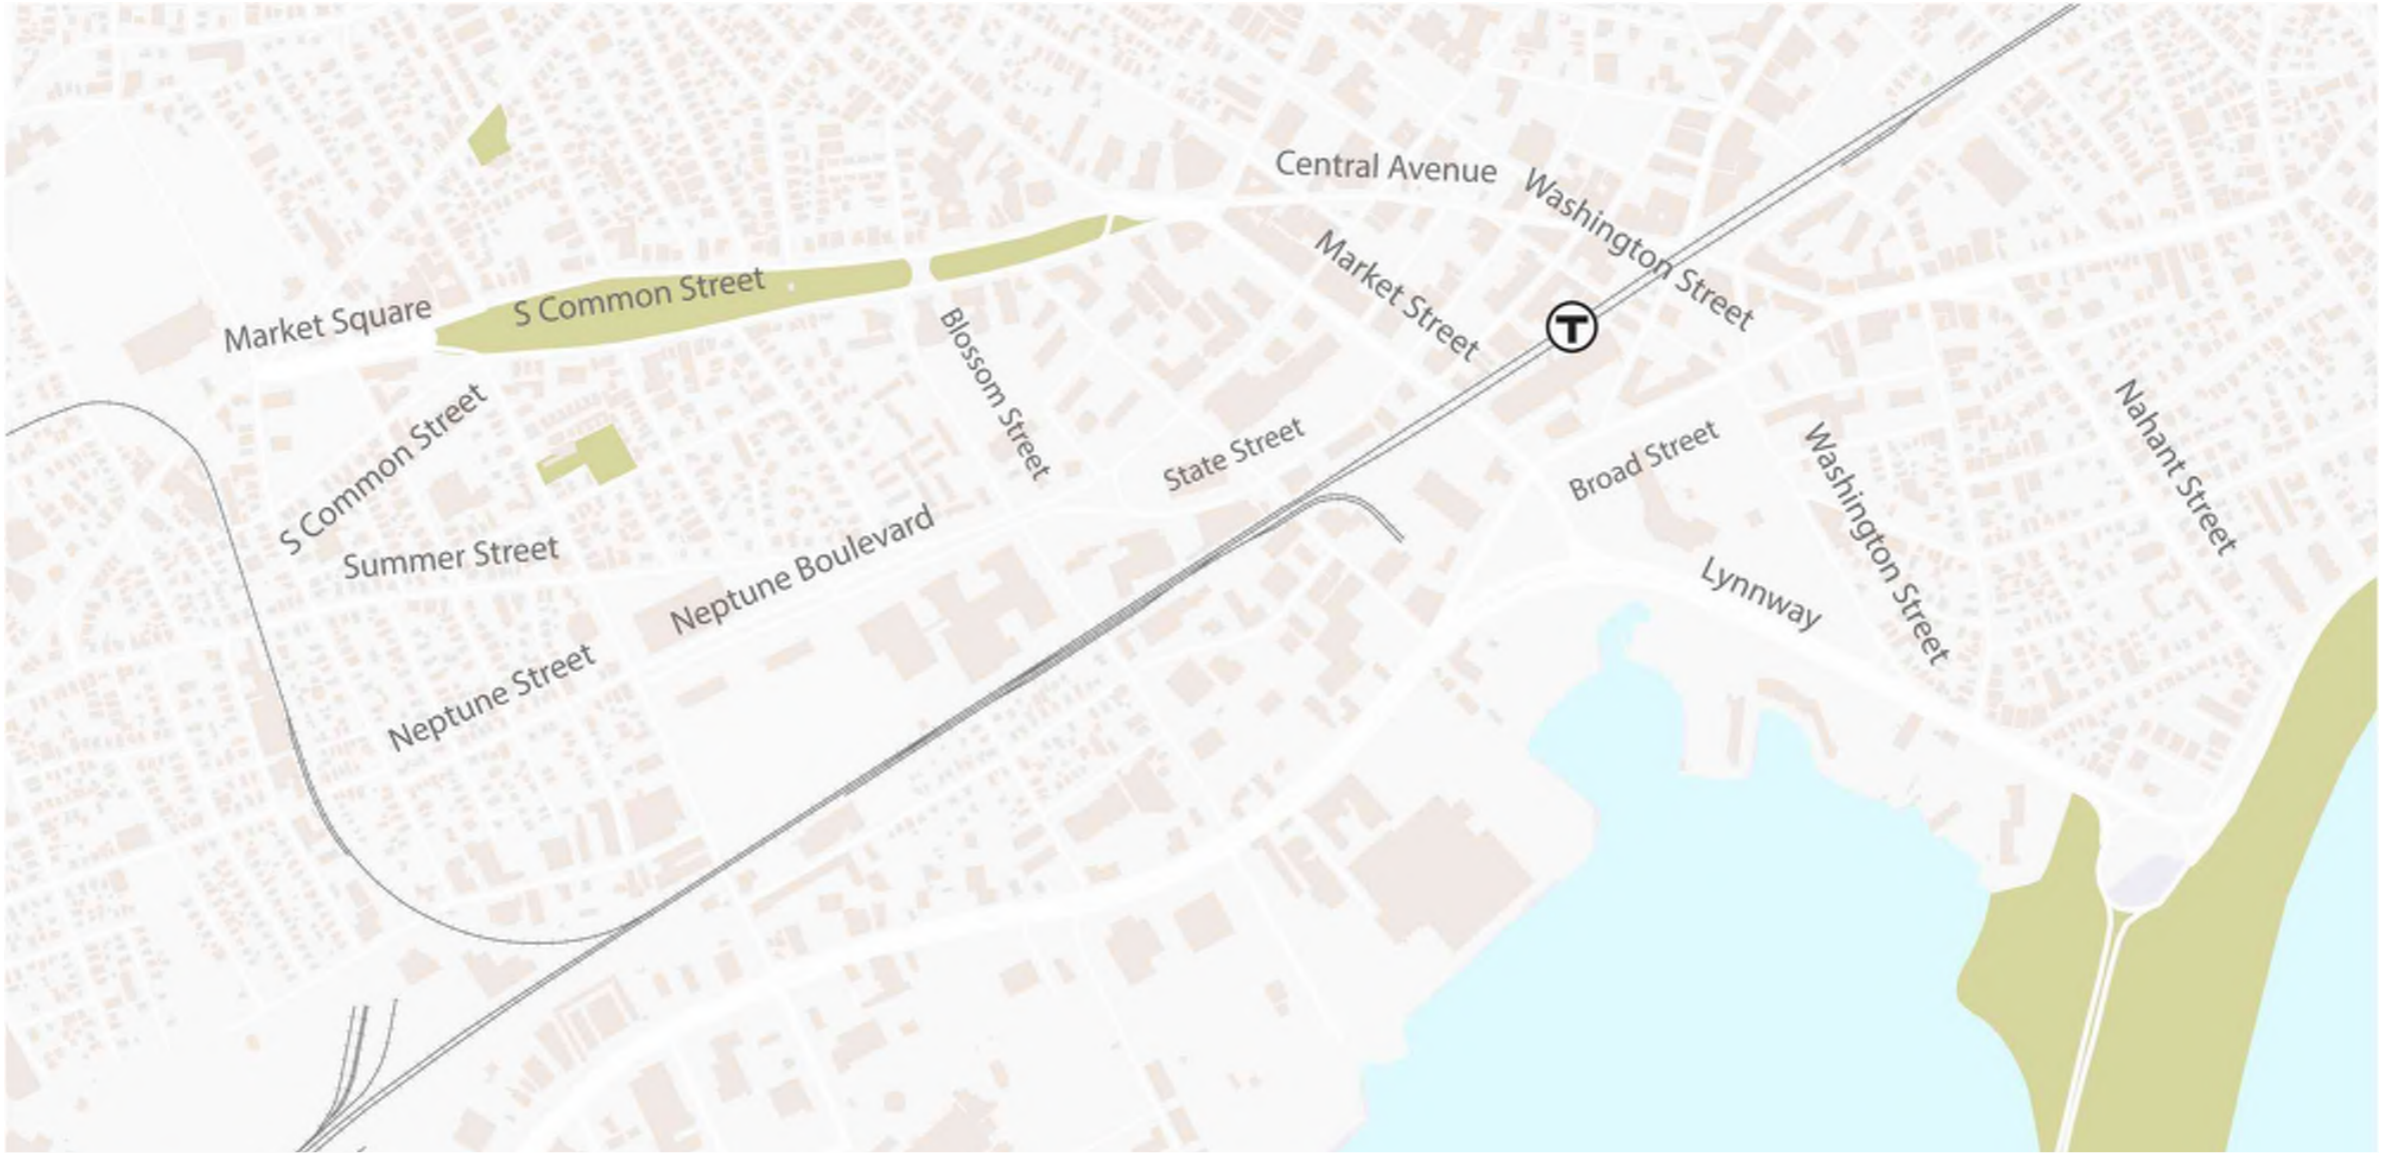 Central Avenue
Washington Street
Market Street
T
S Common Street
Market Square
Blossom Street
S Common Street
State Street
Broad Street
Washington Street
Nahant Street
Summer Street
Neptune Boulevard
Lynnway
Neptune Street